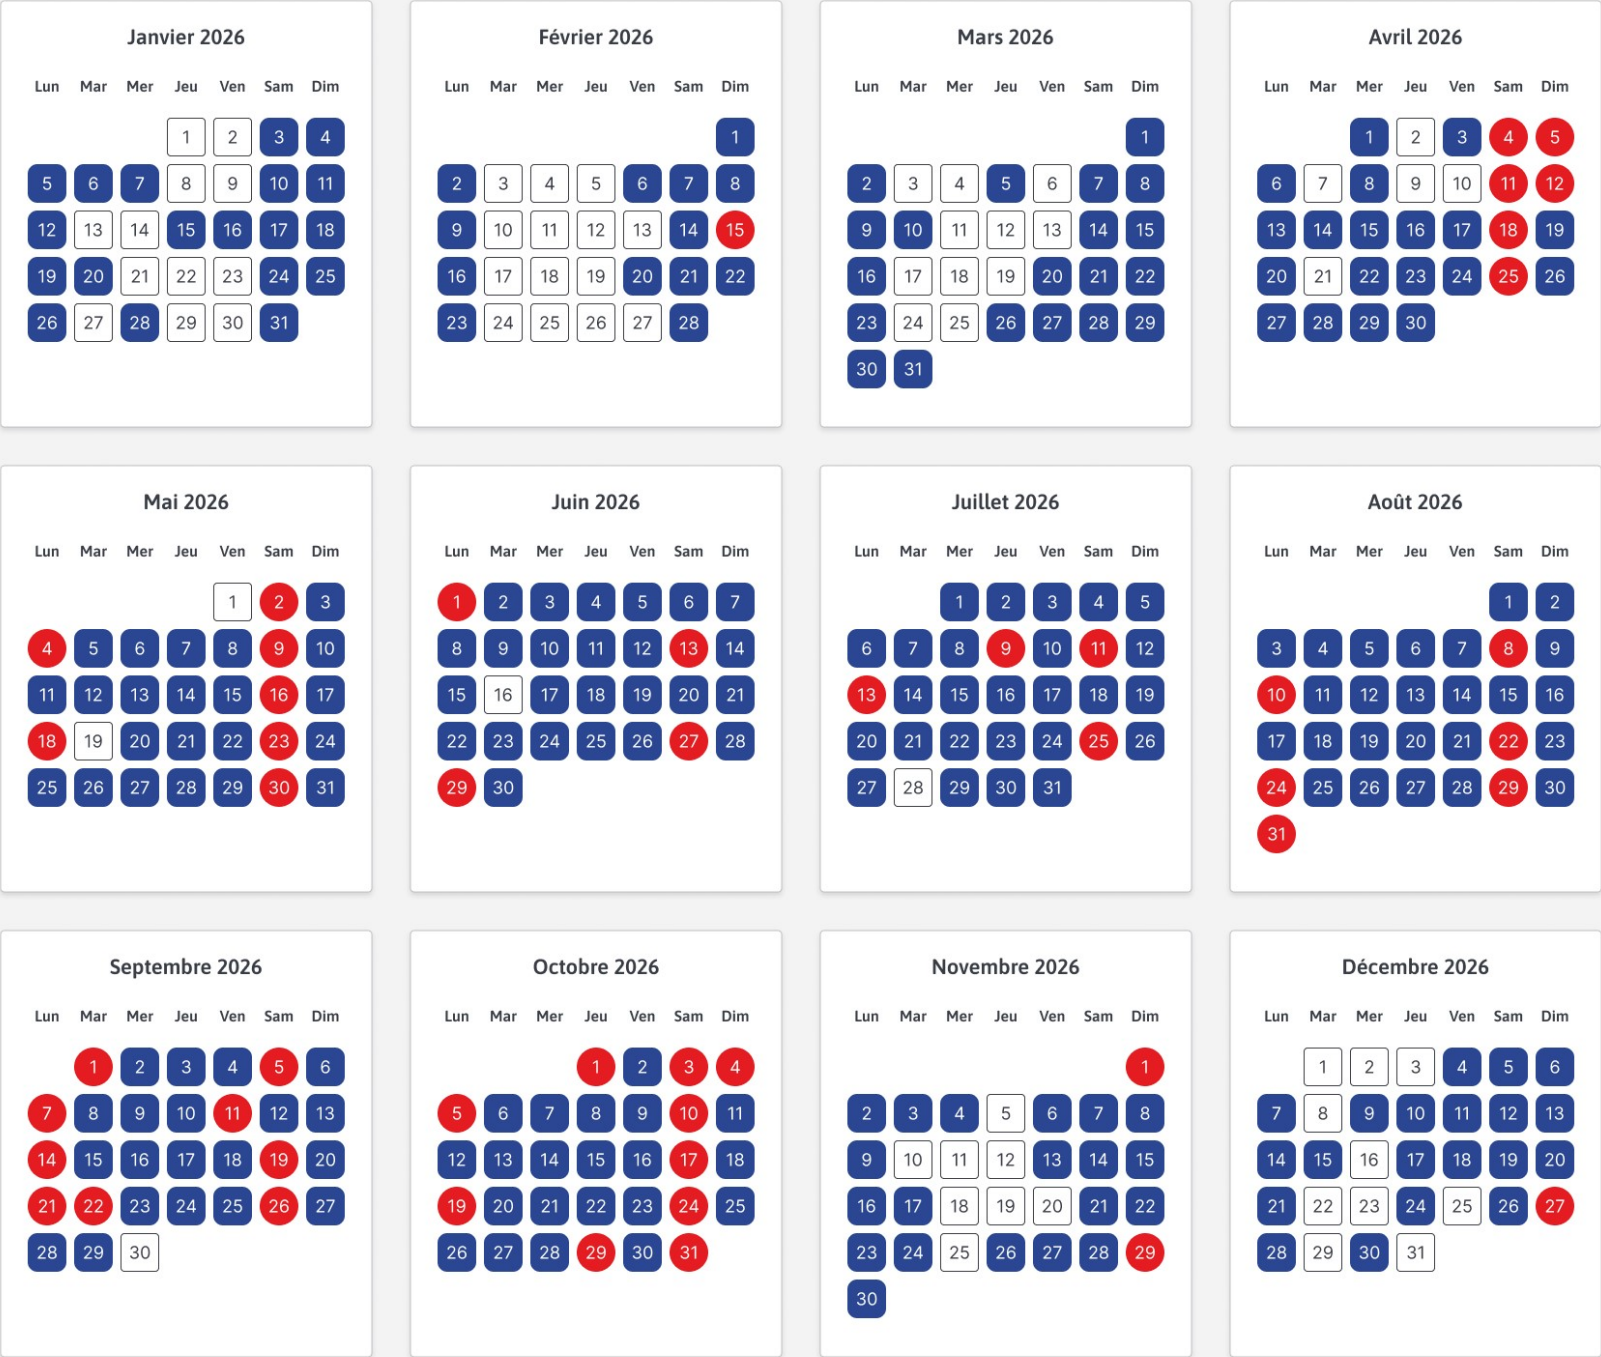 Janvier 2026
Lun Mar Mer Jeu Ven Sam Dim
1 2 3 4
5 6 7 8 9 10 11
12 13 14 15 16 17 18
19 20 21 22 23 24 25
26 27 28 29 30 31
Février 2026
Lun Mar Mer Jeu Ven Sam Dim
1
2 3 4 5 6 7 8
9 10 11 12 13 14 15
16 17 18 19 20 21 22
23 24 25 26 27 28
Mars 2026
Lun Mar Mer Jeu Ven Sam Dim
1
2 3 4 5 6 7 8
9 10 11 12 13 14 15
16 17 18 19 20 21 22
23 24 25 26 27 28 29
30 31
Avril 2026
Lun Mar Mer Jeu Ven Sam Dim
1 2 3 4 5
6 7 8 9 10 11 12
13 14 15 16 17 18 19
20 21 22 23 24 25 26
27 28 29 30
Mai 2026
Lun Mar Mer Jeu Ven Sam Dim
1 2 3
4 5 6 7 8 9 10
11 12 13 14 15 16 17
18 19 20 21 22 23 24
25 26 27 28 29 30 31
Juin 2026
Lun Mar Mer Jeu Ven Sam Dim
1 2 3 4 5 6 7
8 9 10 11 12 13 14
15 16 17 18 19 20 21
22 23 24 25 26 27 28
29 30
Juillet 2026
Lun Mar Mer Jeu Ven Sam Dim
1 2 3 4 5
6 7 8 9 10 11 12
13 14 15 16 17 18 19
20 21 22 23 24 25 26
27 28 29 30 31
Août 2026
Lun Mar Mer Jeu Ven Sam Dim
1 2
3 4 5 6 7 8 9
10 11 12 13 14 15 16
17 18 19 20 21 22 23
24 25 26 27 28 29 30
31
Septembre 2026
Lun Mar Mer Jeu Ven Sam Dim
1 2 3 4 5 6
7 8 9 10 11 12 13
14 15 16 17 18 19 20
21 22 23 24 25 26 27
28 29 30
Octobre 2026
Lun Mar Mer Jeu Ven Sam Dim
1 2 3 4
5 6 7 8 9 10 11
12 13 14 15 16 17 18
19 20 21 22 23 24 25
26 27 28 29 30 31
Novembre 2026
Lun Mar Mer Jeu Ven Sam Dim
1
2 3 4 5 6 7 8
9 10 11 12 13 14 15
16 17 18 19 20 21 22
23 24 25 26 27 28 29
30
Décembre 2026
Lun Mar Mer Jeu Ven Sam Dim
1 2 3 4 5 6
7 8 9 10 11 12 13
14 15 16 17 18 19 20
21 22 23 24 25 26 27
28 29 30 31